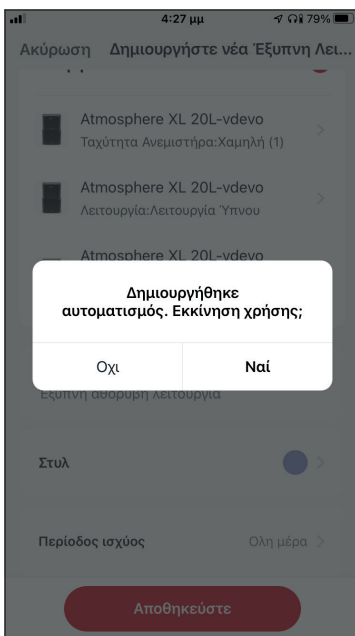 4:27 μμ
79%
Ακύρωση Δημιουργήστε νέα Έξυπνη Λει...
Atmosphere XL 20L-vdevo
Ταχύτητα Ανεμιστήρα:Χαμηλή (1)
Atmosphere XL 20L-vdevo
Λειτουργία:Λειτουργία Ύπνου
Atmosphere XL 20L-vdevo
Δημιουργήθηκε
αυτοματισμός. Εκκίνηση χρήσης;
Οχι
Ναί
Έξυπνη αθόρυβη λειτουργία
Στυλ
Περίοδος ισχύος
Ολη μέρα
Αποθηκεύστε